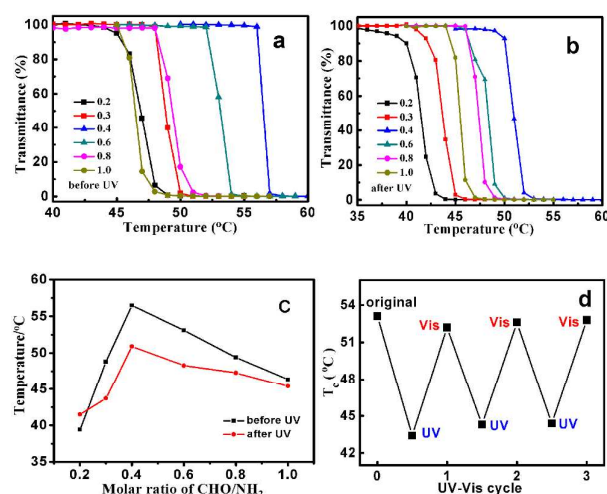 100
80
60
40
20
0
Transmittance (%)
a
0.2
0.3
0.4
0.6
0.8
1.0
before UV
40 45 50 55 60
Temperature (°C)
100
80
60
40
20
0
Transmittance (%)
b
0.2
0.3
0.4
0.6
0.8
1.0
after UV
35 40 45 50 55 60
Temperature (°C)
60
55
50
45
40
35
Temperature/°C
c
before UV
after UV
0.2 0.4 0.6 0.8 1.0
Molar ratio of CHO/NH2
53
50
47
44
42
Tc (°C)
d
original
Vis Vis Vis
UV UV UV
0 1 2 3
UV-Vis cycle